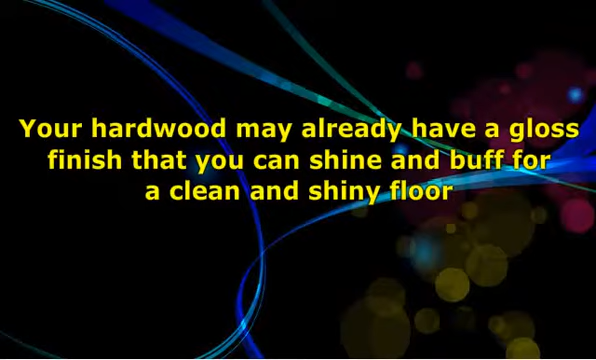 Your hardwood may already have a gloss
finish that you can shine and buff for
a clean and shiny floor